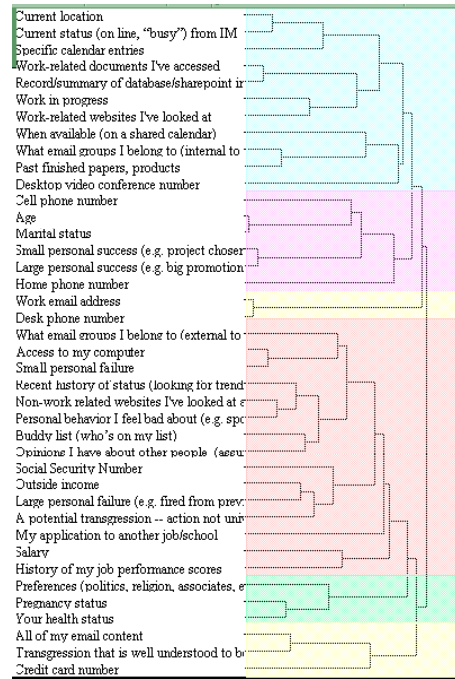 Current location
Current status (on line, “busy”) from IM
Specific calendar entries
Work-related documents I've accessed
Record/summary of database/sharepoint in
Work in progress
Work-related websites I've looked at
When available (on a shared calendar)
What email groups I belong to (internal to
Past finished papers, products
Desktop video conference number
Cell phone number
Age
Marital status
Small personal success (e.g. project chosen
Large personal success (e.g. big promotion
Home phone number
Work email address
Desk phone number
What email groups I belong to (external to
Access to my computer
Small personal failure
Recent history of status (looking for trend
Non-work related websites I've looked at a
Personal behavior I feel bad about (e.g. spo
Buddy list (who's on my list)
Opinions I have about other people (assu
Social Security Number
Outside income
Large personal failure (e.g. fired from prev
A potential transgression -- action not uni
My application to another job/school
Salary
History of my job performance scores
Preferences (politics, religion, associates, e
Pregnancy status
Your health status
All of my email content
Transgression that is well understood to be
Credit card number